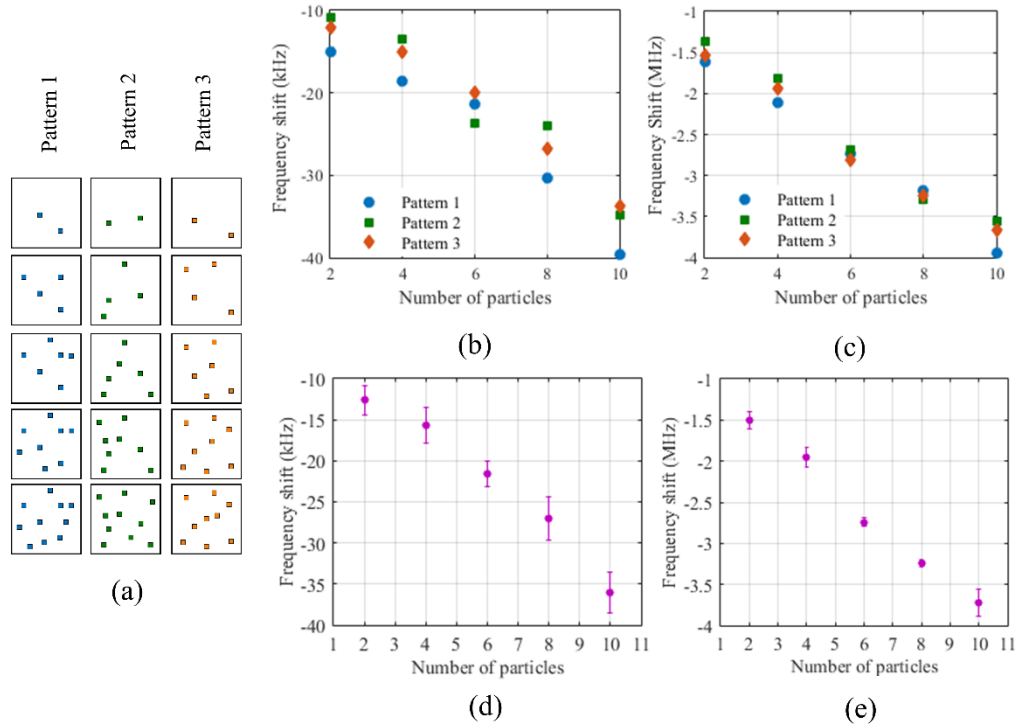 Pattern 1
Pattern 2
Pattern 3
(a)
Frequency shift (kHz)
-10
-20
-30
-40
Pattern 1
Pattern 2
Pattern 3
2 4 6 8 10
Number of particles
(b)
Frequency Shift (MHz)
-1
-1.5
-2
-2.5
-3
-3.5
-4
Pattern 1
Pattern 2
Pattern 3
2 4 6 8 10
Number of particles
(c)
Frequency shift (kHz)
-10
-15
-20
-25
-30
-35
-40
1 2 3 4 5 6 7 8 9 10 11
Number of particles
(d)
Frequency shift (MHz)
-1
-1.5
-2
-2.5
-3
-3.5
-4
1 2 3 4 5 6 7 8 9 10 11
Number of particles
(e)